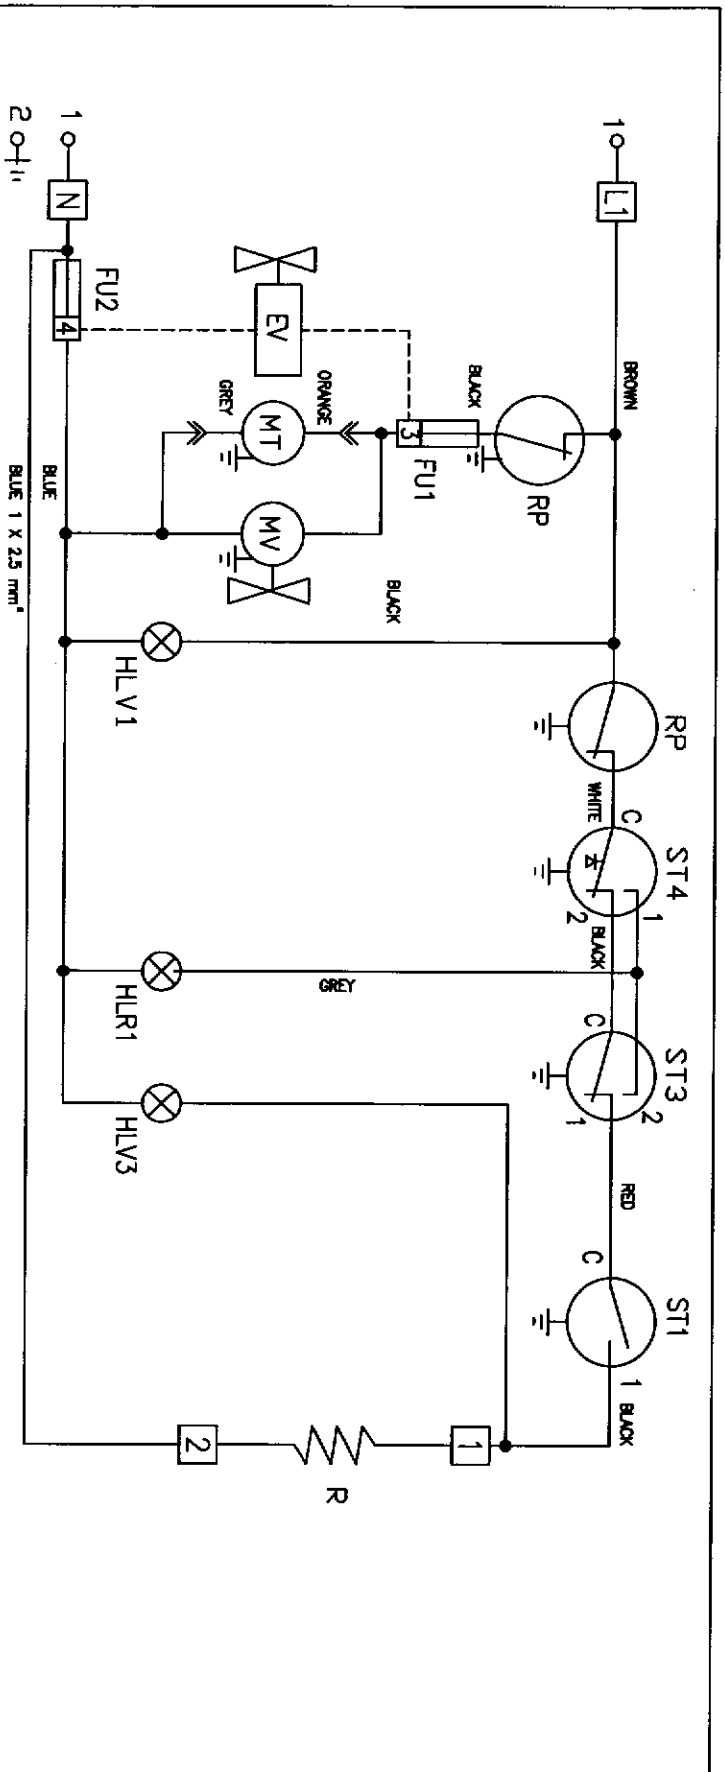 1
L1
BROWN
RP
BLACK
FU1
3
RP
WHITE
C
ST4
1
2
BLACK
C
ST3
2
1
RED
C
ST1
1
BLACK
EV
ORANGE
MT
GREY
MV
BLACK
GREY
1
R
2
HLV1
HLR1
HLV3
1
N
FU2
4
2
BLUE
BLUE 1 X 2.5 mm²